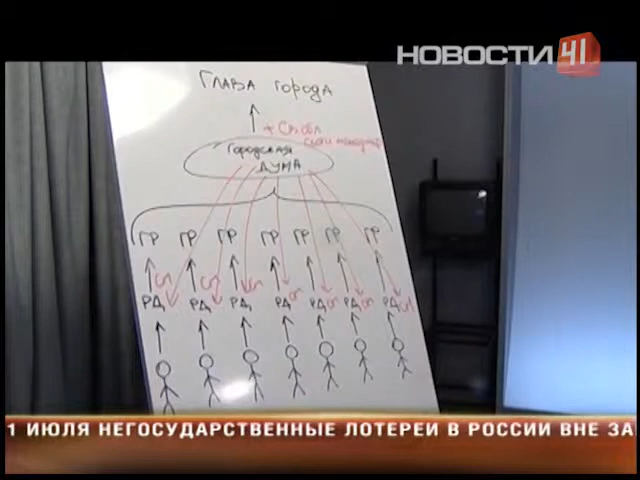 НОВОСТИ 41
ГЛАВА ГОРОДА
Городская
ДУМА
ГР ГР ГР ГР ГР ГР ГР
РД РД РД РД РД РД РД
1 ИЮЛЯ НЕГОСУДАРСТВЕННЫЕ ЛОТЕРЕИ В РОССИИ ВНЕ ЗА